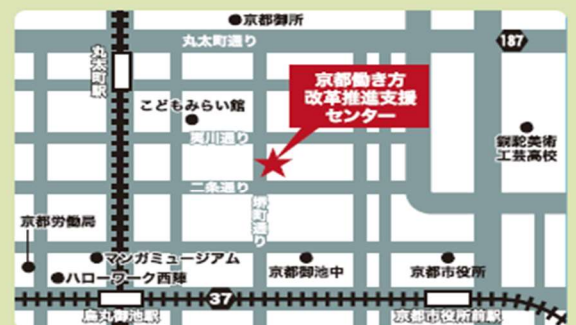 京都御所
丸太町通り
187
丸太町駅
京都働き方
改革推進支援
センター
こどもみらい館
夷川通り
銅駝美術
工芸高校
二条通り
堺町通り
京都労働局
マンガミュージアム
ハローワーク西陣
京都御池中
京都市役所
37
烏丸御池駅
京都市役所前駅